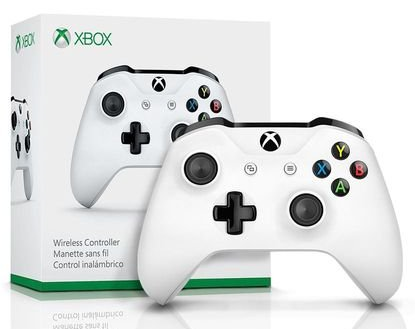 XBOX
Y
X
B
A
Wireless Controller
Manette sans fil
Control inalámbrico
Y
X
B
A